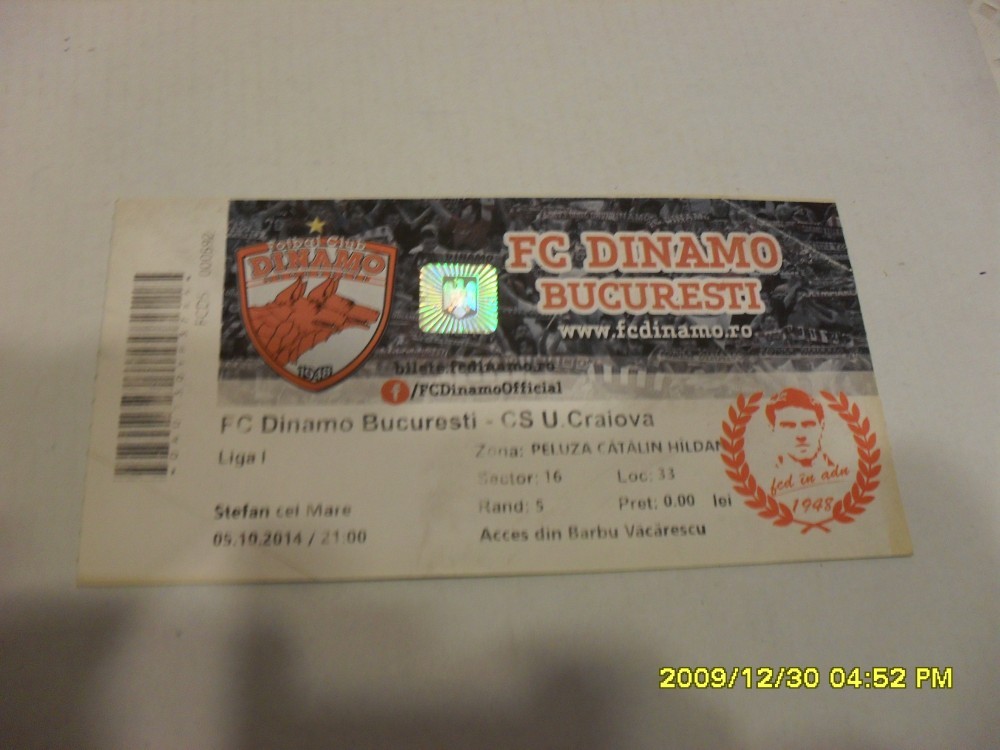 FC DINAMO
BUCURESTI
www.fcdinamo.ro
Fotbal Club
DINAMO
1948
bilete.fcdinamo.ro
f /FCDinamoOfficial
FC Dinamo Bucuresti - CS U.Craiova
Liga I
Zona: PELUZA CĂTĂLIN HÎLDAN
Sector: 16 Loc: 33
Rand: 5 Pret: 0.00 lei
Stefan cel Mare
05.10.2014 / 21:00
Acces din Barbu Văcărescu
fcd în adn
1948
2009/12/30 04:52 PM